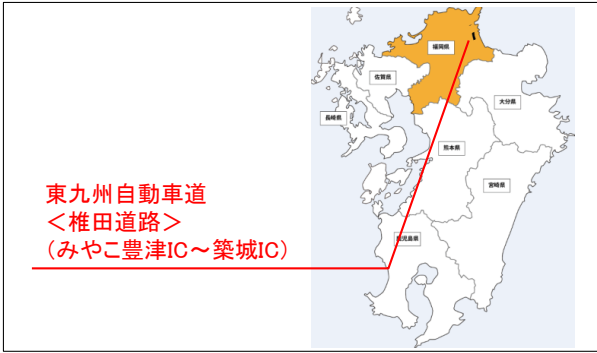 東九州自動車道
<椎田道路>
(みやこ豊津IC~築城IC)
福岡県
佐賀県
長崎県
大分県
熊本県
宮崎県
鹿児島県